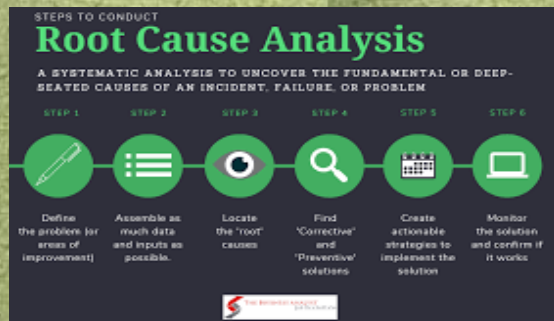 STEPS TO CONDUCT
Root Cause Analysis
A SYSTEMATIC ANALYSIS TO UNCOVER THE FUNDAMENTAL OR DEEP-
SEATED CAUSES OF AN INCIDENT, FAILURE, OR PROBLEM
STEP 1 STEP 2 STEP 3 STEP 4 STEP 5 STEP 6
Define
the problem (or
areas of
improvement)
Assemble as
much data
and inputs as
possible.
Locate
the "root"
causes
Find
'Corrective'
and
'Preventive'
solutions
Create
actionable
strategies to
implement the
solution
Monitor
the solution
and confirm if
it works
THE BUSINESS ANALYST